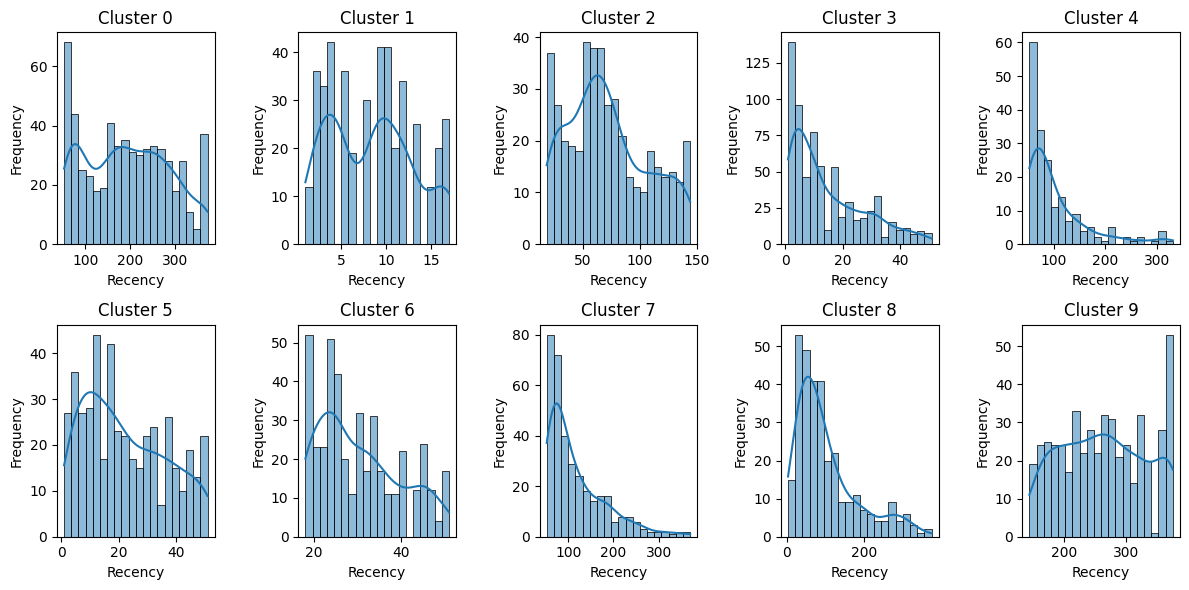 Cluster 0
Frequency
60
40
20
0
100 200 300
Recency
Cluster 1
Frequency
40
30
20
10
0
5 10 15
Recency
Cluster 2
Frequency
40
30
20
10
0
50 100 150
Recency
Cluster 3
Frequency
125
100
75
50
25
0
0 20 40
Recency
Cluster 4
Frequency
60
50
40
30
20
10
0
100 200 300
Recency
Cluster 5
Frequency
40
30
20
10
0
0 20 40
Recency
Cluster 6
Frequency
50
40
30
20
10
0
20 40
Recency
Cluster 7
Frequency
80
60
40
20
0
100 200 300
Recency
Cluster 8
Frequency
50
40
30
20
10
0
0 200
Recency
Cluster 9
Frequency
50
40
30
20
10
0
200 300
Recency